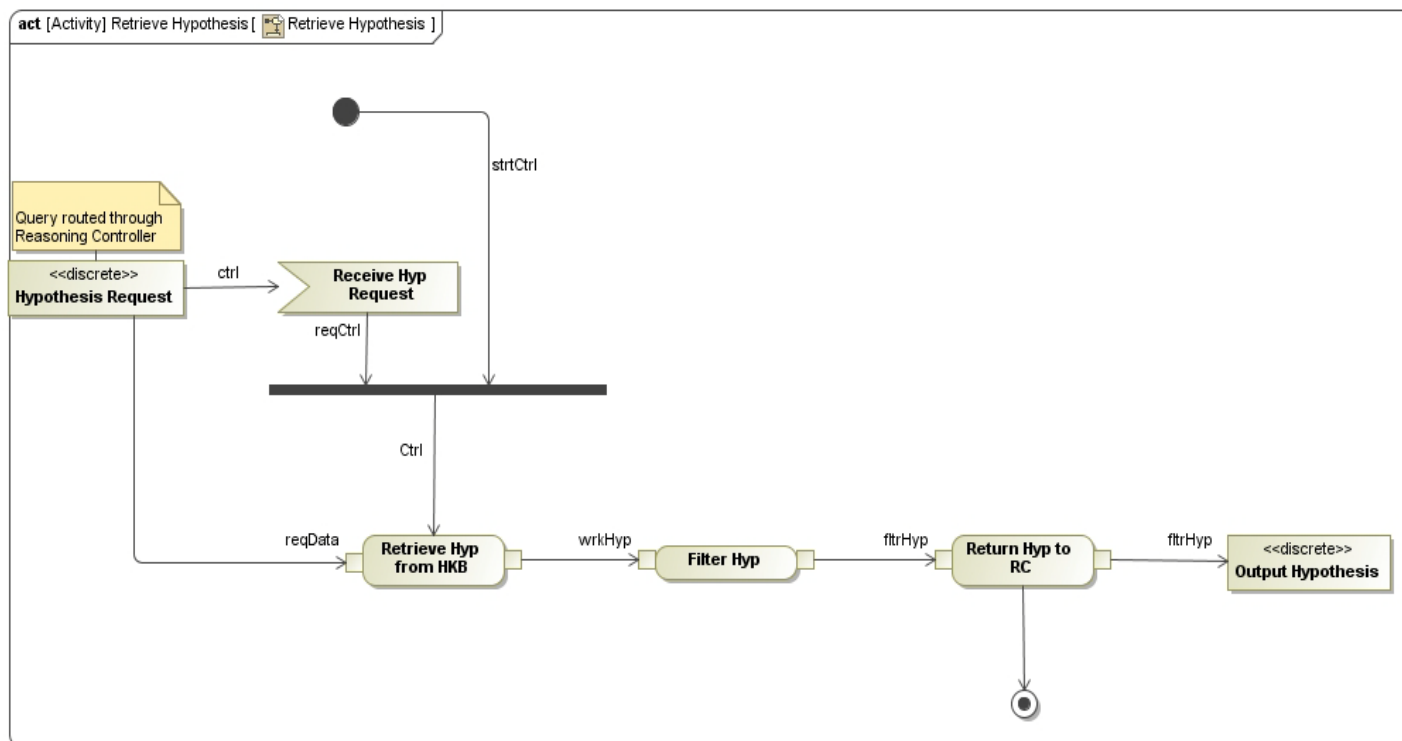 act [Activity] Retrieve Hypothesis [ Retrieve Hypothesis ]
strtCtrl
Query routed through
Reasoning Controller
<<discrete>>
Hypothesis Request
ctrl
Receive Hyp
Request
reqCtrl
Ctrl
reqData
Retrieve Hyp
from HKB
wrkHyp
Filter Hyp
fltrHyp
Return Hyp to
RC
fltrHyp
<<discrete>>
Output Hypothesis